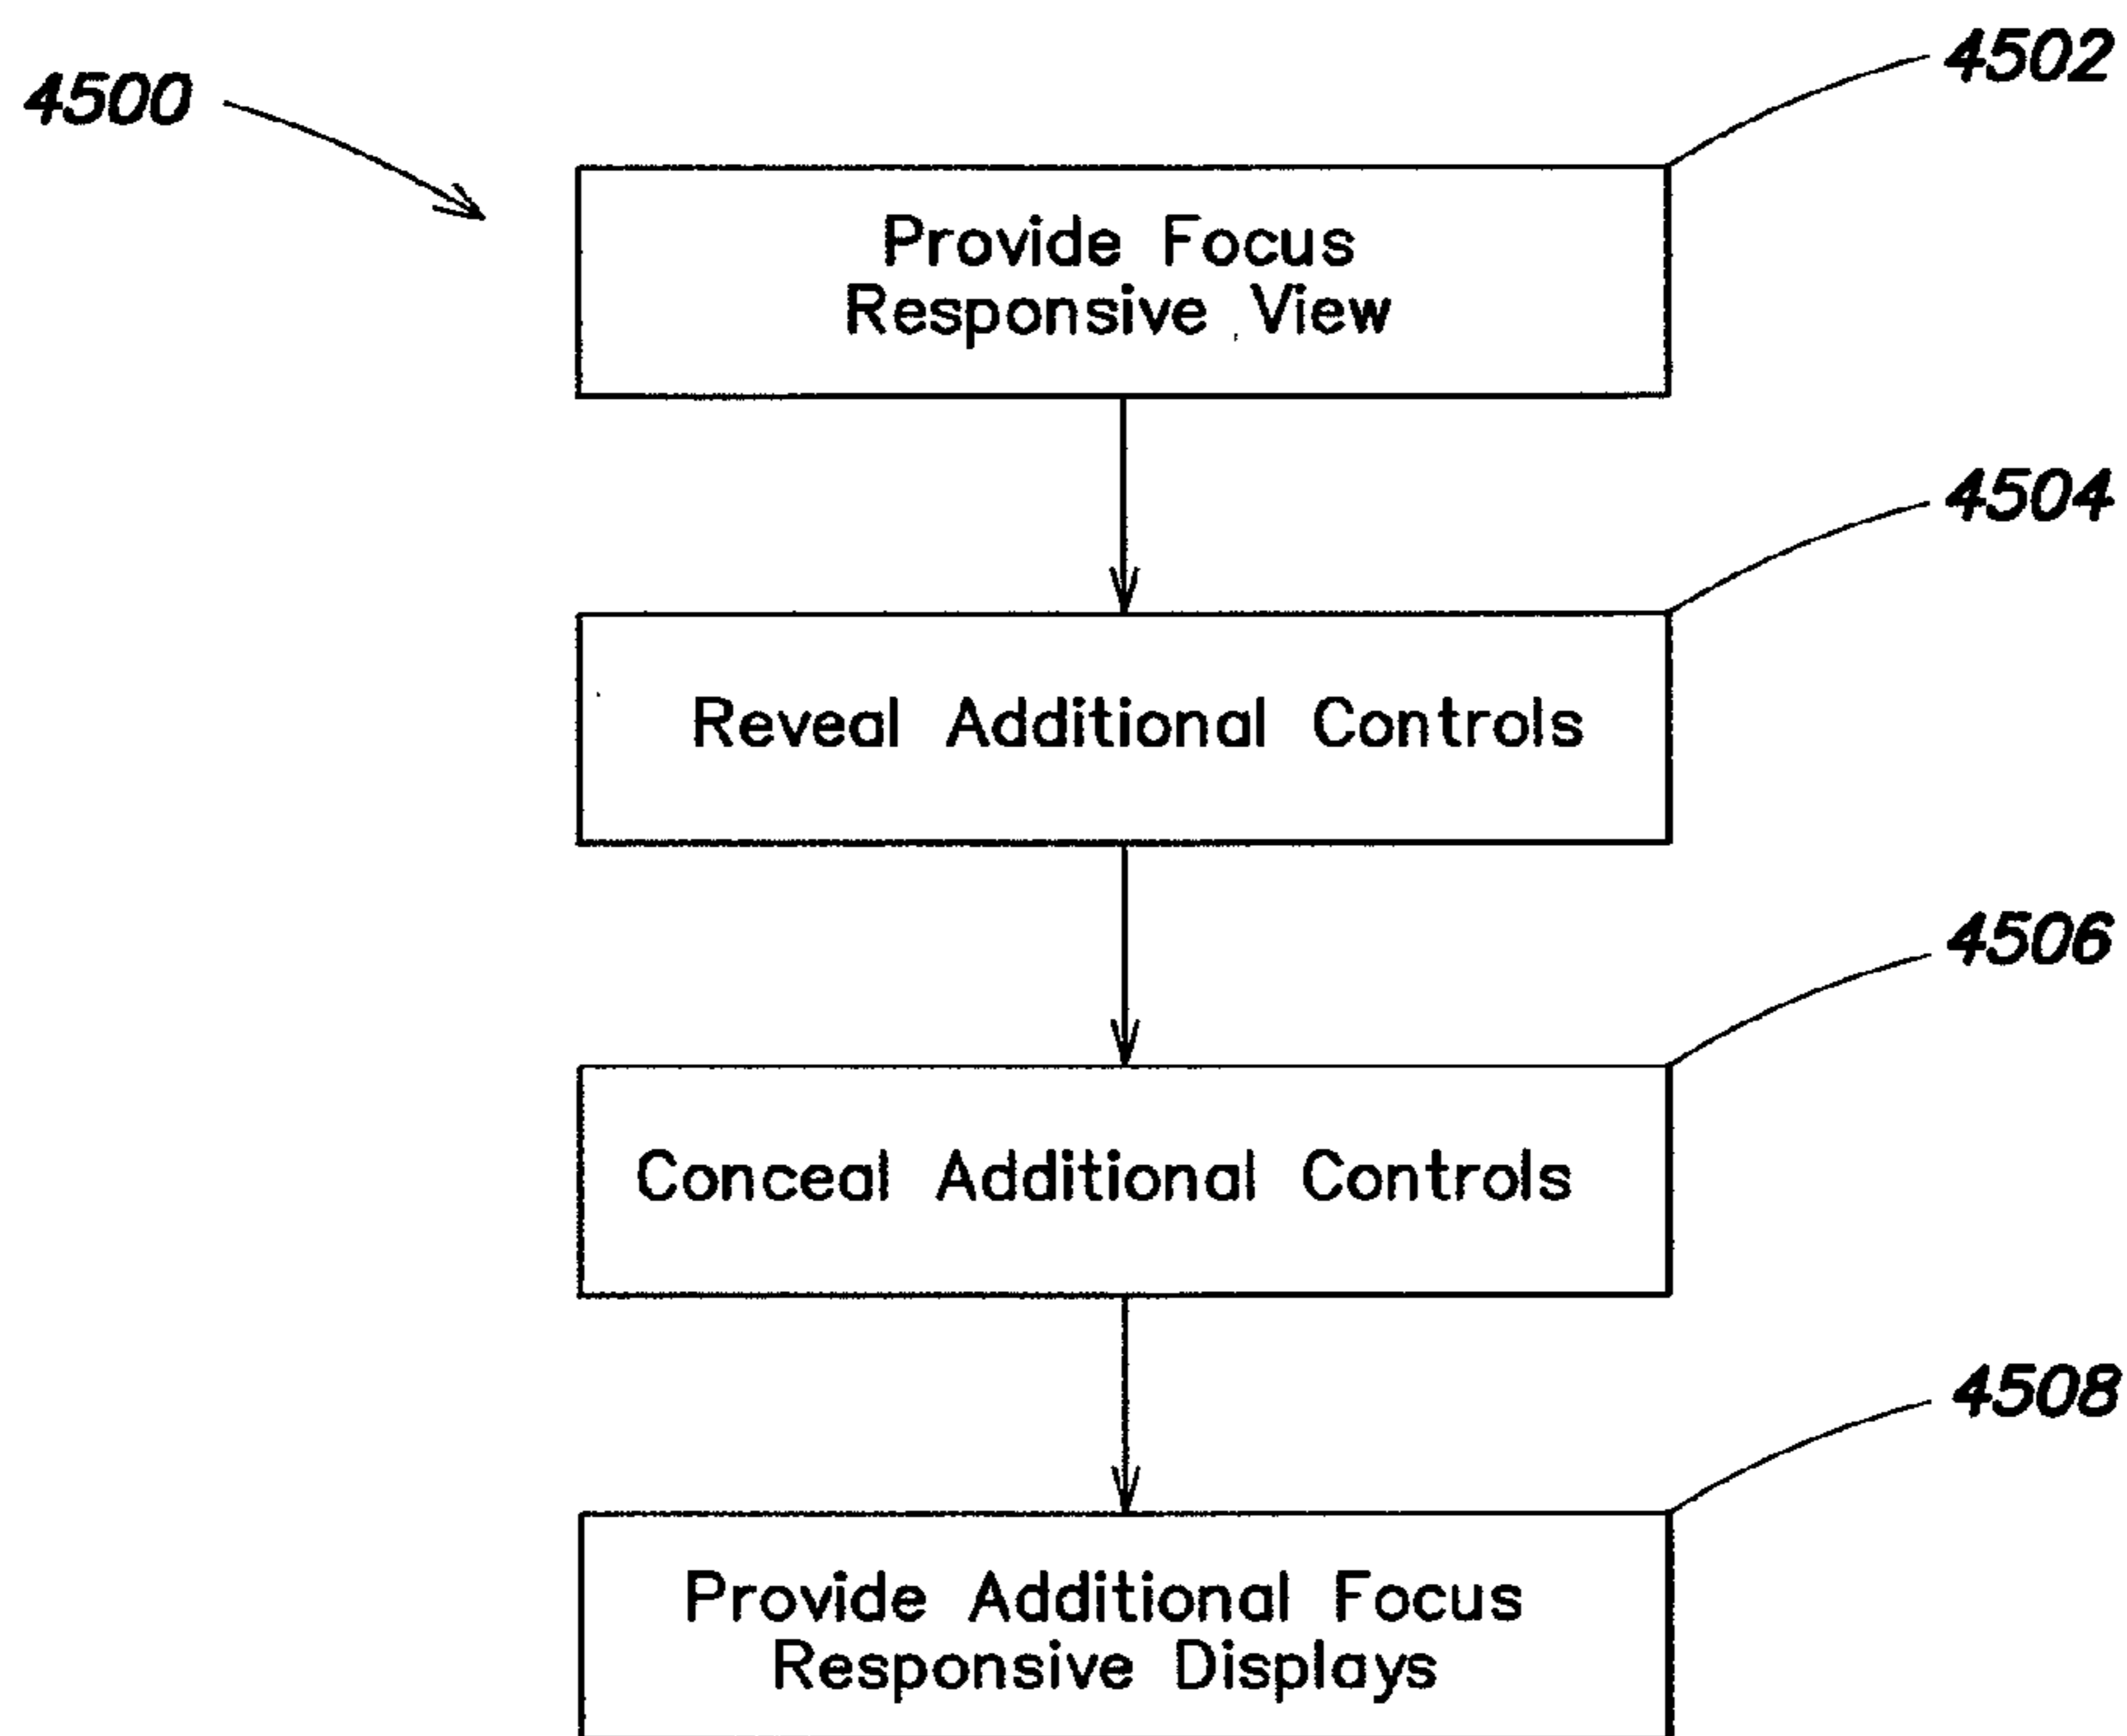 4500
4502
Provide Focus
Responsive View
4504
Reveal Additional Controls
4506
Conceal Additional Controls
4508
Provide Additional Focus
Responsive Displays